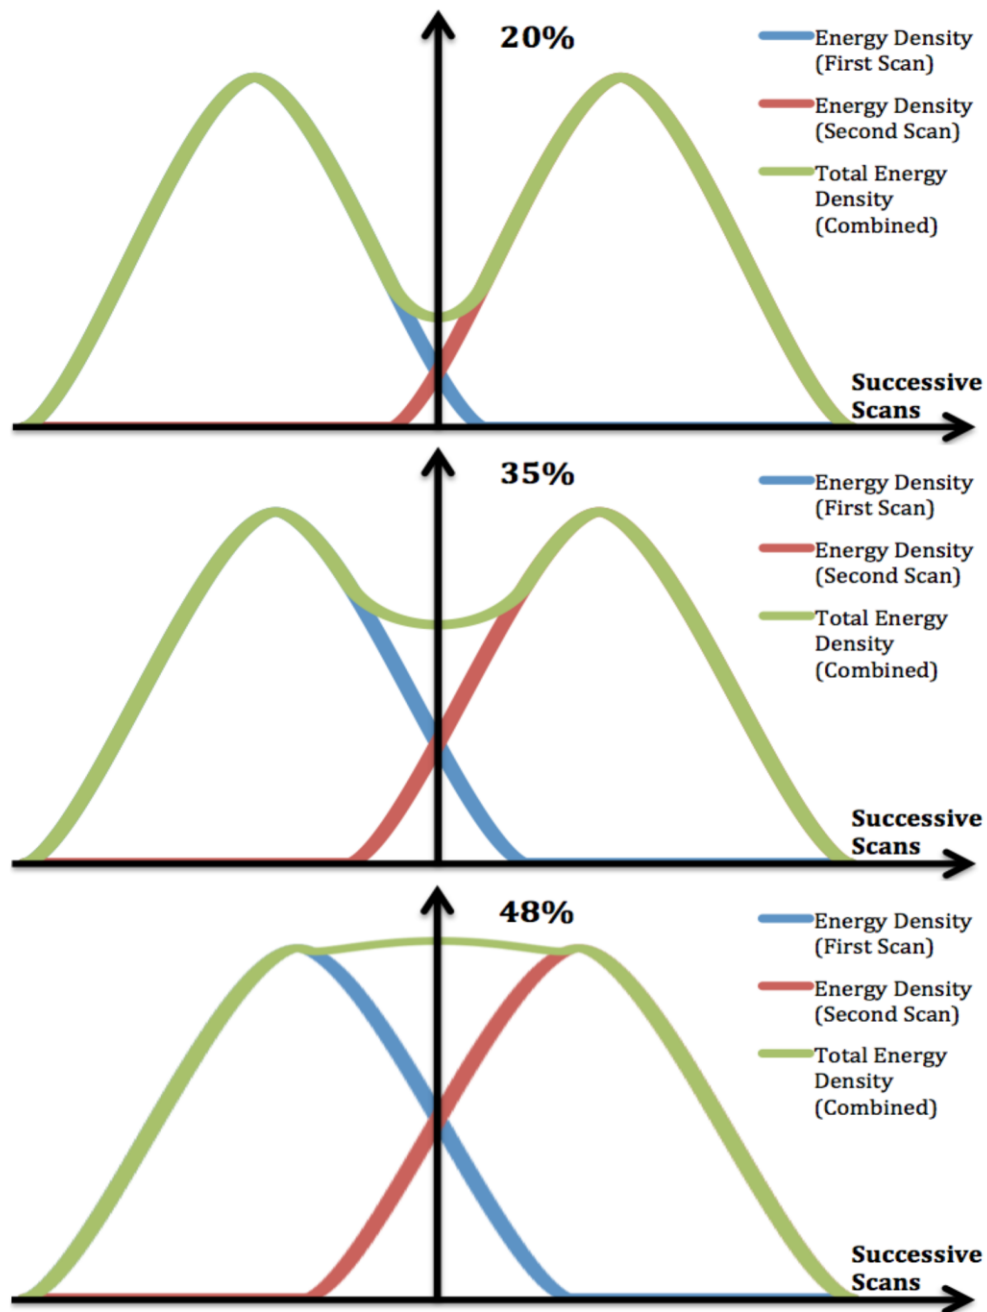 20%
Energy Density
(First Scan)
Energy Density
(Second Scan)
Total Energy
Density
(Combined)
Successive
Scans
35%
Energy Density
(First Scan)
Energy Density
(Second Scan)
Total Energy
Density
(Combined)
Successive
Scans
48%
Energy Density
(First Scan)
Energy Density
(Second Scan)
Total Energy
Density
(Combined)
Successive
Scans